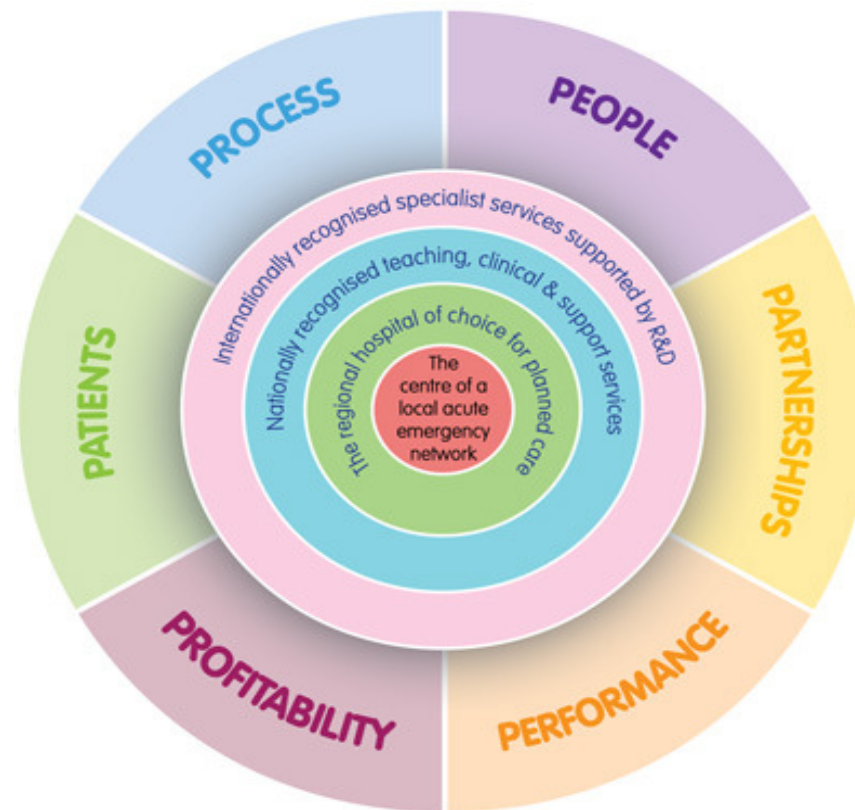 PROCESS
PEOPLE
PARTNERSHIPS
PERFORMANCE
PROFITABILITY
PATIENTS
Internationally recognised specialist services supported by R&D
Nationally recognised teaching, clinical & support services
The regional hospital of choice for planned care
The
centre of a
local acute
emergency
network